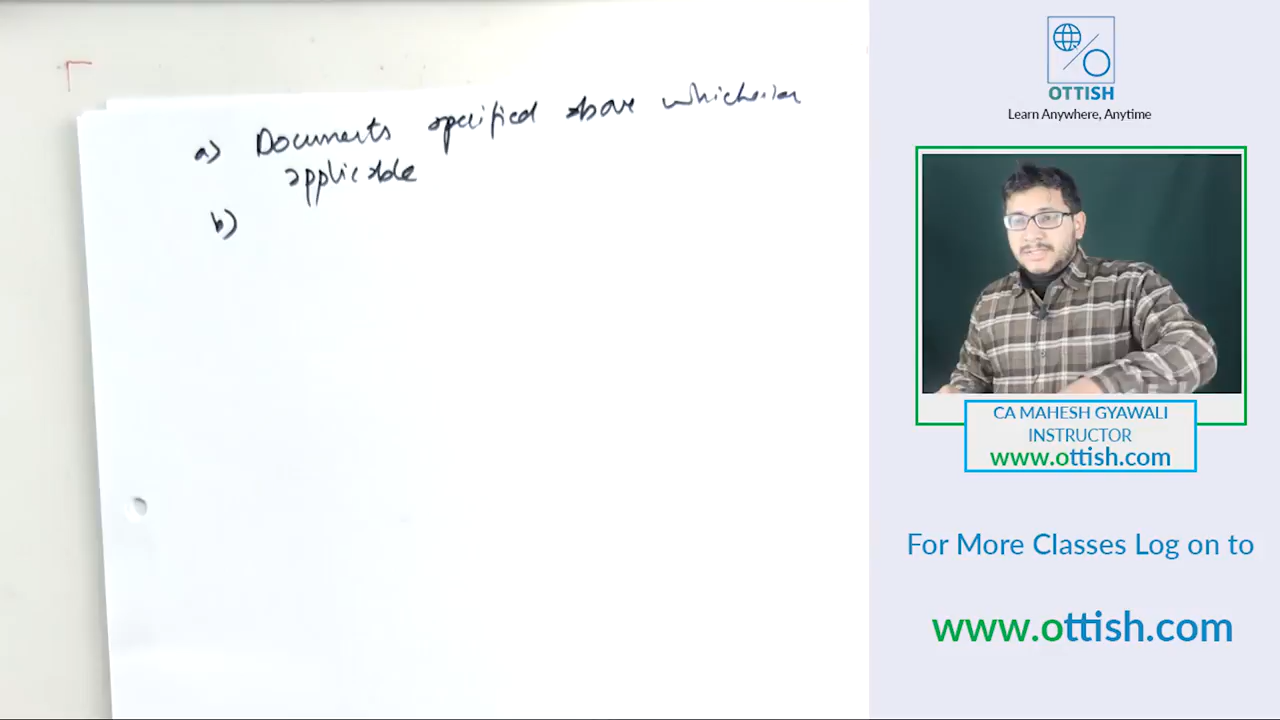 a) Documents specified above whichever
applicable
b)
OTTISH
Learn Anywhere, Anytime
CA MAHESH GYAWALI
INSTRUCTOR
www.ottish.com
For More Classes Log on to
www.ottish.com